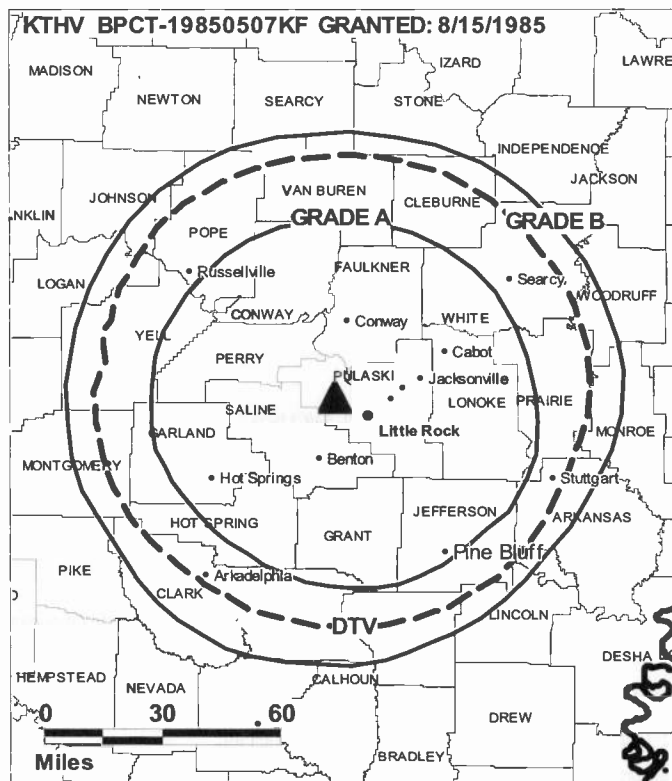 KTHV BPCT-19850507KF GRANTED: 8/15/1985
IZARD
LAWRE
MADISON
NEWTON
SEARCY
STONE
INDEPENDENCE
JACKSON
JOHNSON
NKLIN
VAN BUREN
CLEBURNE
GRADE A
GRADE B
POPE
Russellville
FAULKNER
Searcy
LOGAN
WOODRUFF
CONWAY
Conway
WHITE
YELL
PERRY
Cabot
PULASKI
Jacksonville
SALINE
LONOKE
PRAIRIE
Little Rock
GARLAND
MONROE
MONTGOMERY
Benton
Hot Springs
Stuttgart
HOT SPRING
JEFFERSON
ARKANSAS
GRANT
Pine Bluff
PIKE
Arkadelphia
CLARK
LINCOLN
DTV
DESHA
HEMPSTEAD
CALHOUN
NEVADA
0 30 60
DREW
Miles
BRADLEY